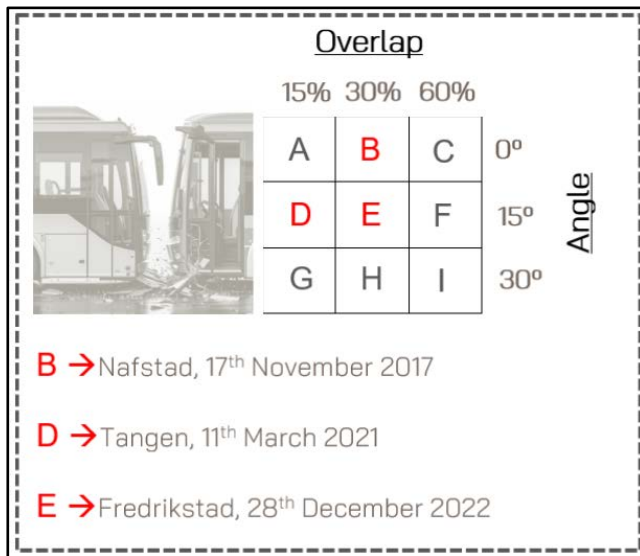 Overlap
15% 30% 60%
A B C 0º
D E F 15º
G H I 30º
Angle
B → Nafstad, 17th November 2017
D → Tangen, 11th March 2021
E → Fredrikstad, 28th December 2022